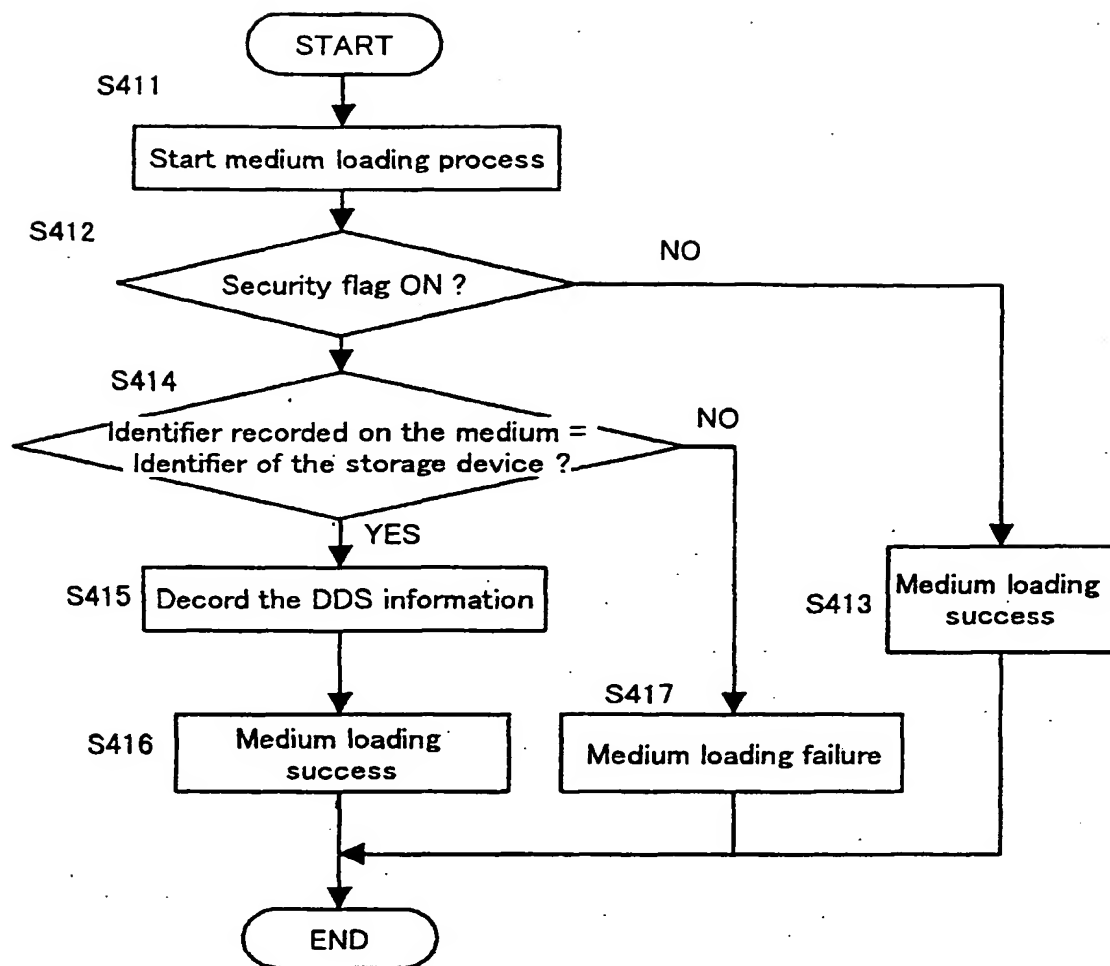 START
S411
Start medium loading process
S412
Security flag ON ?
NO
S414
Identifier recorded on the medium =
Identifier of the storage device ?
NO
YES
S415
Decord the DDS information
S413
Medium loading
success
S416
Medium loading
success
S417
Medium loading failure
END